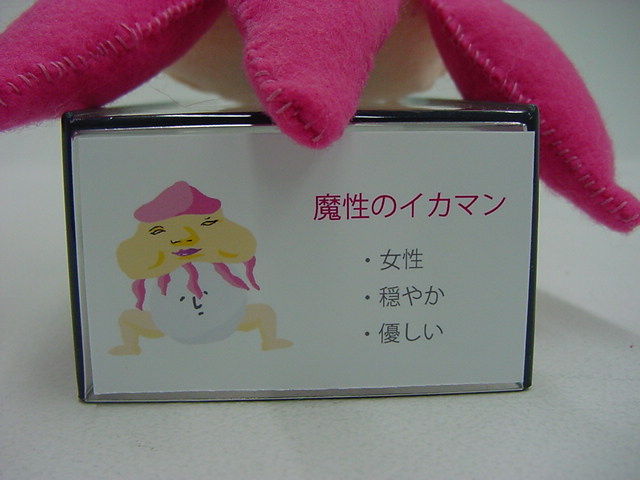 魔性のイカマン
・女性
・穏やか
・優しい